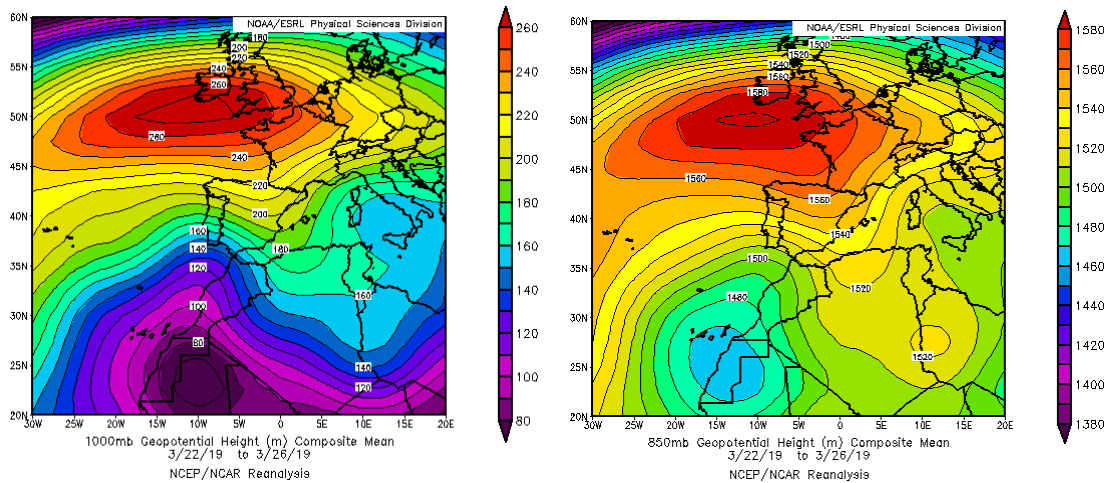 NOAA/ESRL Physical Sciences Division
60N
55N
50N
45N
40N
35N
30N
25N
20N
200
240
260
260
240
220
200
160
140
180
120
160
100
140
120
30W 25W 20W 15W 10W 5W 0 5E 10E 15E 20E
260
240
220
200
180
160
140
120
100
80
1000mb Geopotential Height (m) Composite Mean
3/22/19 to 3/26/19
NCEP/NCAR Reanalysis
NOAA/ESRL Physical Sciences Division
60N
55N
50N
45N
40N
35N
30N
25N
20N
1500
1520
1540
1560
1560
1560
1540
1500
1520
1480
1520
30W 25W 20W 15W 10W 5W 0 5E 10E 15E 20E
1580
1560
1540
1520
1500
1480
1460
1440
1420
1400
1380
850mb Geopotential Height (m) Composite Mean
3/22/19 to 3/26/19
NCEP/NCAR Reanalysis